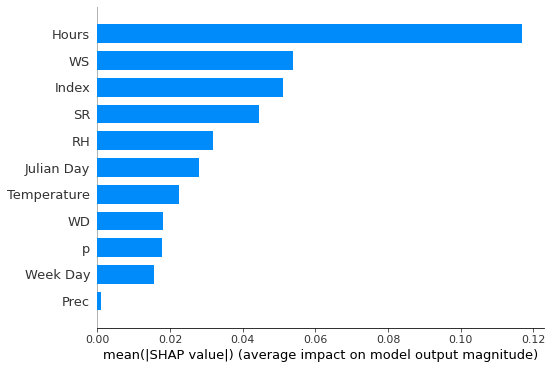 Hours
WS
Index
SR
RH
Julian Day
Temperature
WD
p
Week Day
Prec
0.00 0.02 0.04 0.06 0.08 0.10 0.12
mean(|SHAP value|) (average impact on model output magnitude)